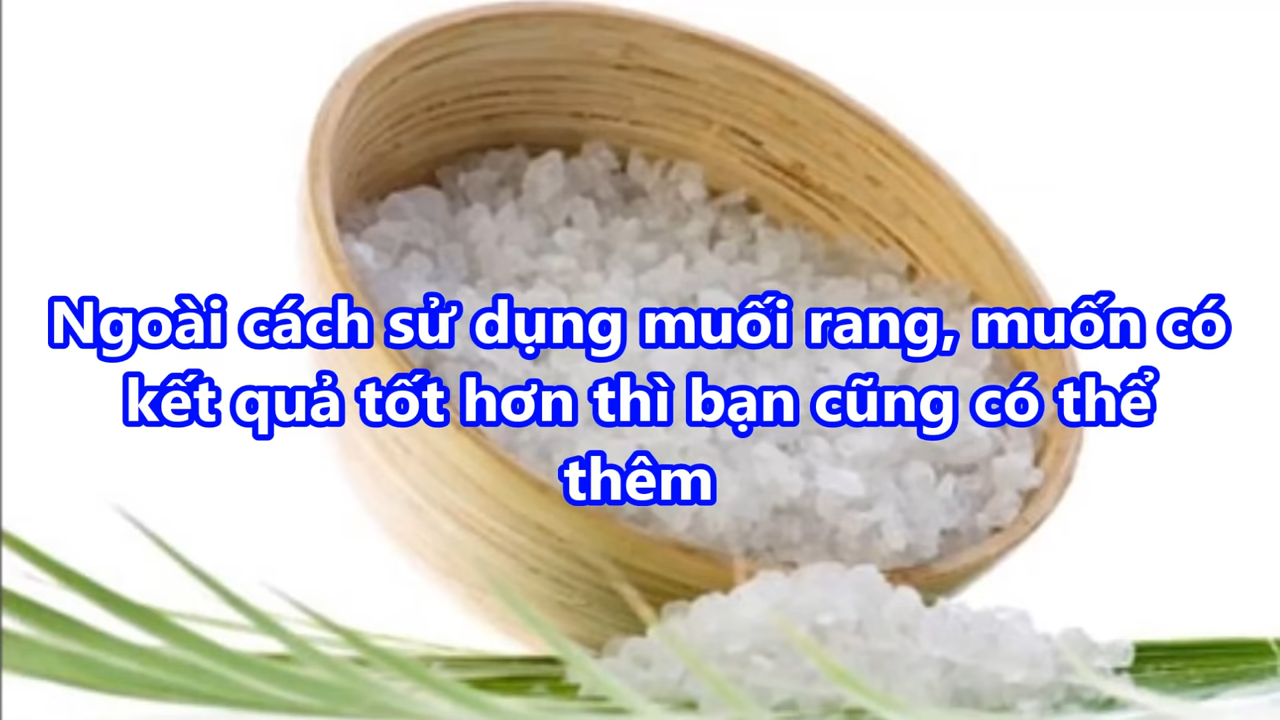 Ngoài cách sử dụng muối rang, muốn có
kết quả tốt hơn thì bạn cũng có thể
thêm